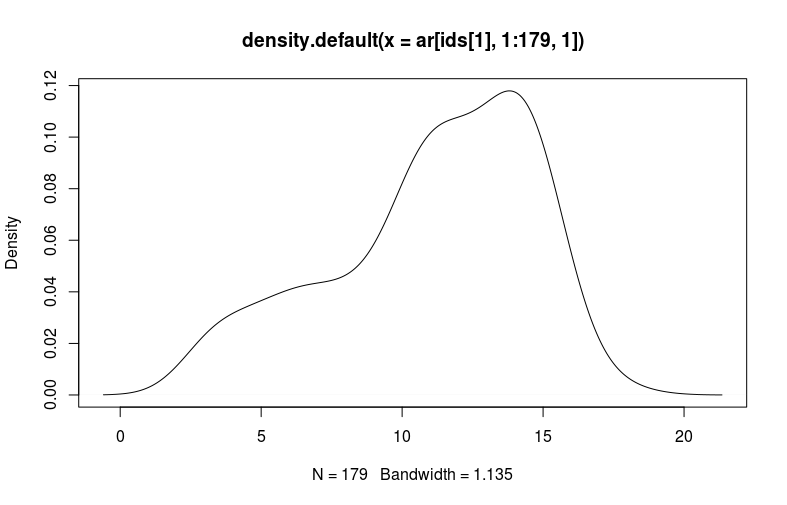 density.default(x = ar[ids[1], 1:179, 1])
Density
0.12
0.10
0.08
0.06
0.04
0.02
0.00
0 5 10 15 20
N = 179 Bandwidth = 1.135